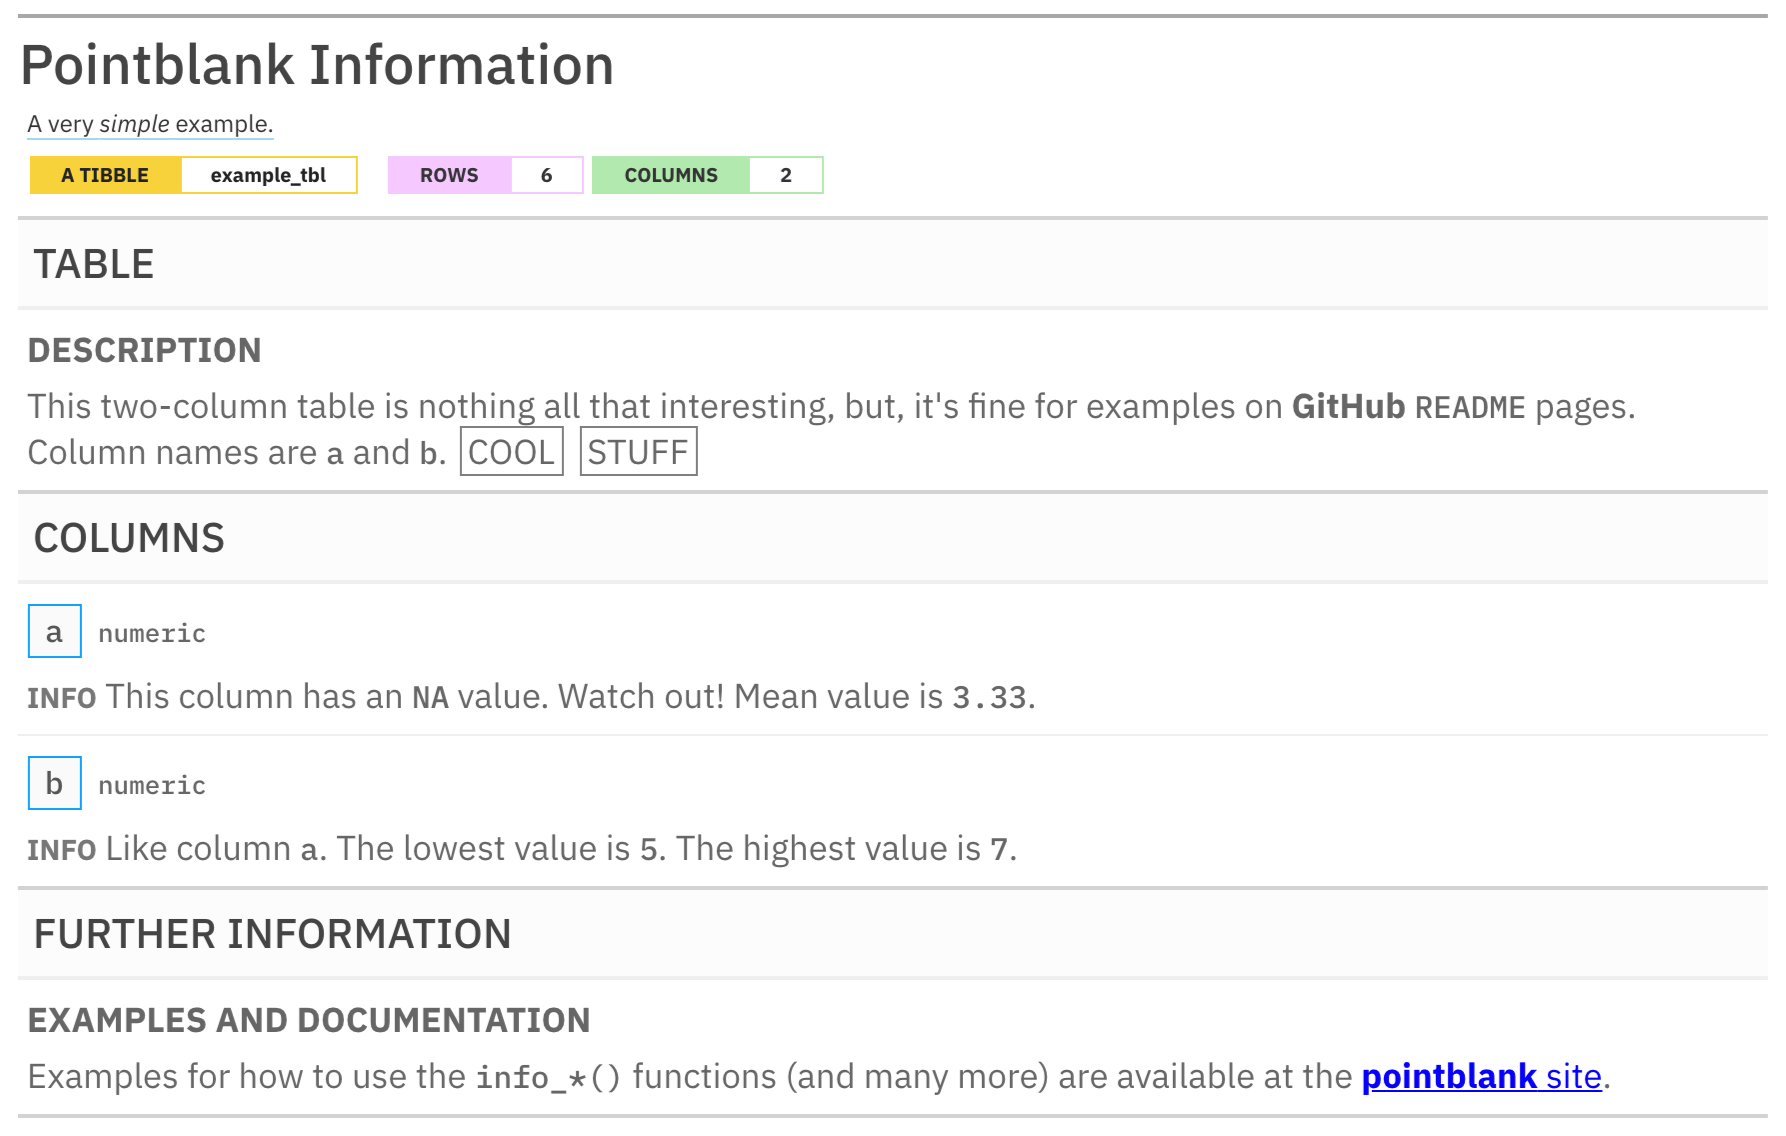 Pointblank Information
A very simple example.
A TIBBLE example_tbl ROWS 6 COLUMNS 2
TABLE
DESCRIPTION
This two-column table is nothing all that interesting, but, it's fine for examples on GitHub README pages.
Column names are a and b. COOL STUFF
COLUMNS
a numeric
INFO This column has an NA value. Watch out! Mean value is 3.33.
b numeric
INFO Like column a. The lowest value is 5. The highest value is 7.
FURTHER INFORMATION
EXAMPLES AND DOCUMENTATION
Examples for how to use the info_*() functions (and many more) are available at the pointblank site.